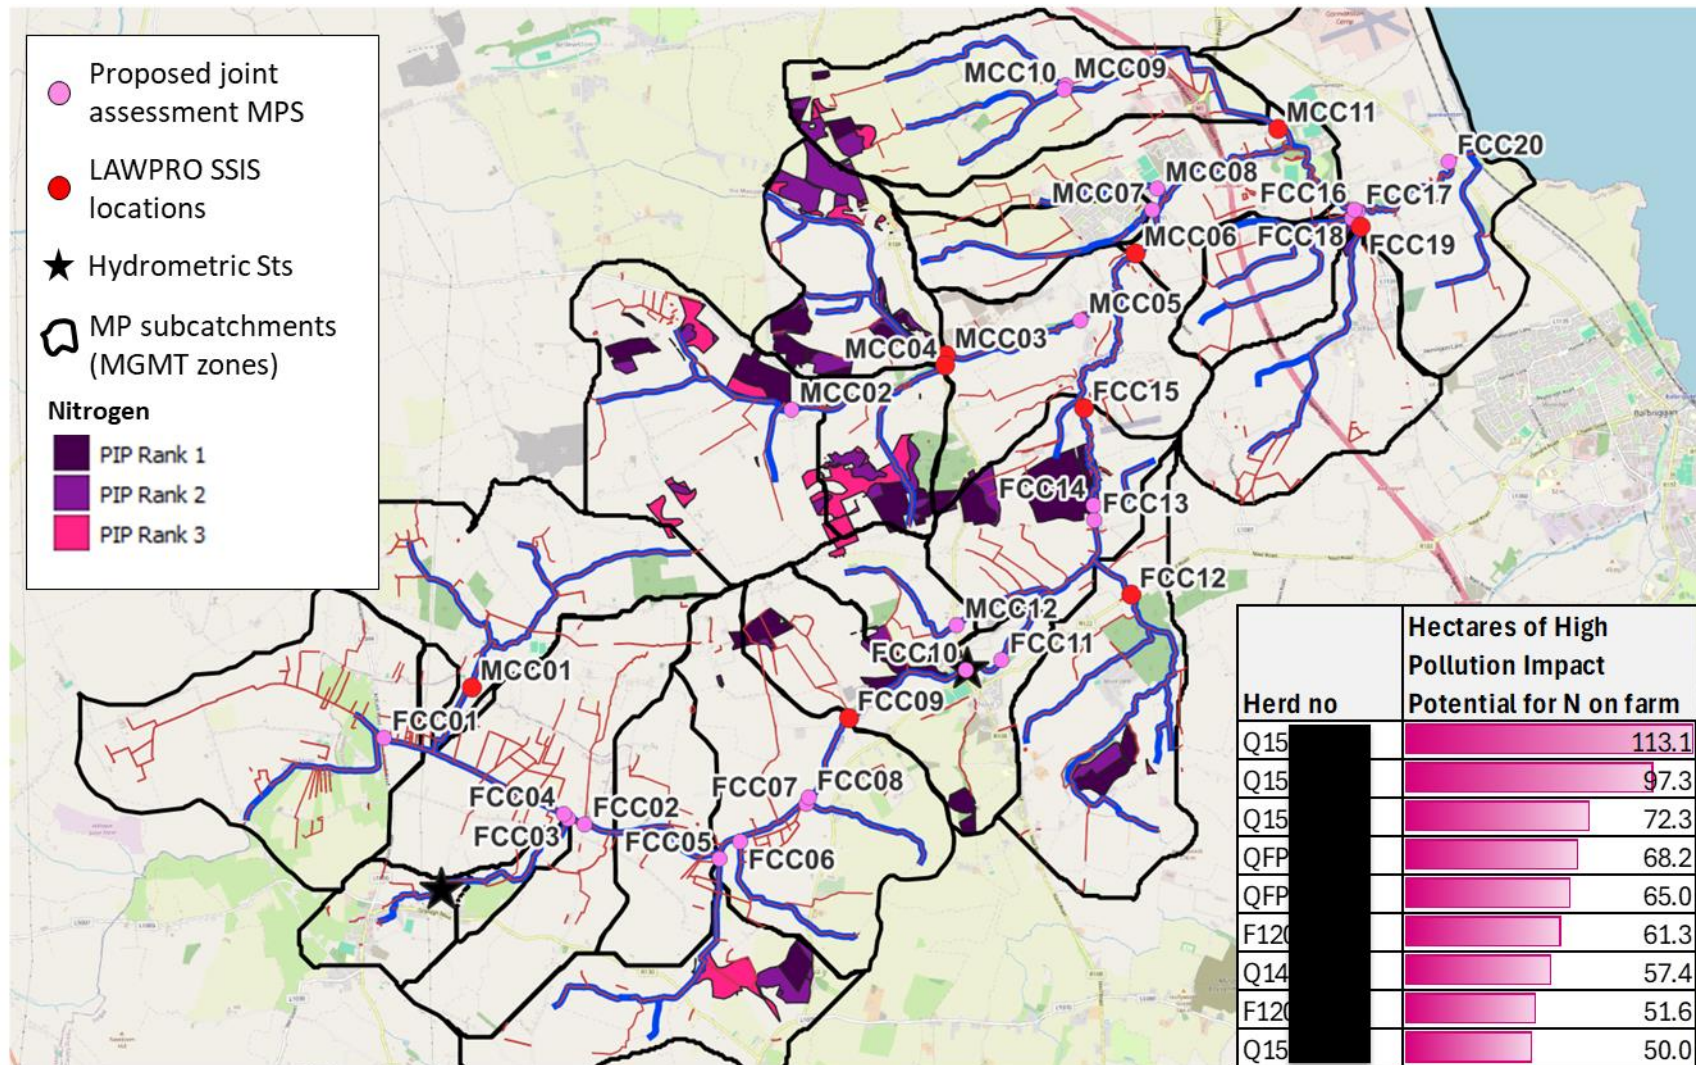 Proposed joint
assessment MPS
LAWPRO SSIS
locations
Hydrometric Sts
MP subcatchments
(MGMT zones)
Nitrogen
PIP Rank 1
PIP Rank 2
PIP Rank 3
MCC10 MCC09
MCC11
FCC20
MCC08
MCC07
FCC16 FCC17
MCC06 FCC18
FCC19
MCC05
MCC04 MCC03
MCC02
FCC15
FCC14
FCC13
FCC12
MCC12
FCC10 FCC11
FCC09
MCC01
FCC01
FCC04 FCC02
FCC03
FCC07 FCC08
FCC05
FCC06
Balbriggan
Herd no
Hectares of High
Pollution Impact
Potential for N on farm
Q15 113.1
Q15 97.3
Q15 72.3
QFP 68.2
QFP 65.0
F120 61.3
Q14 57.4
F120 51.6
Q15 50.0